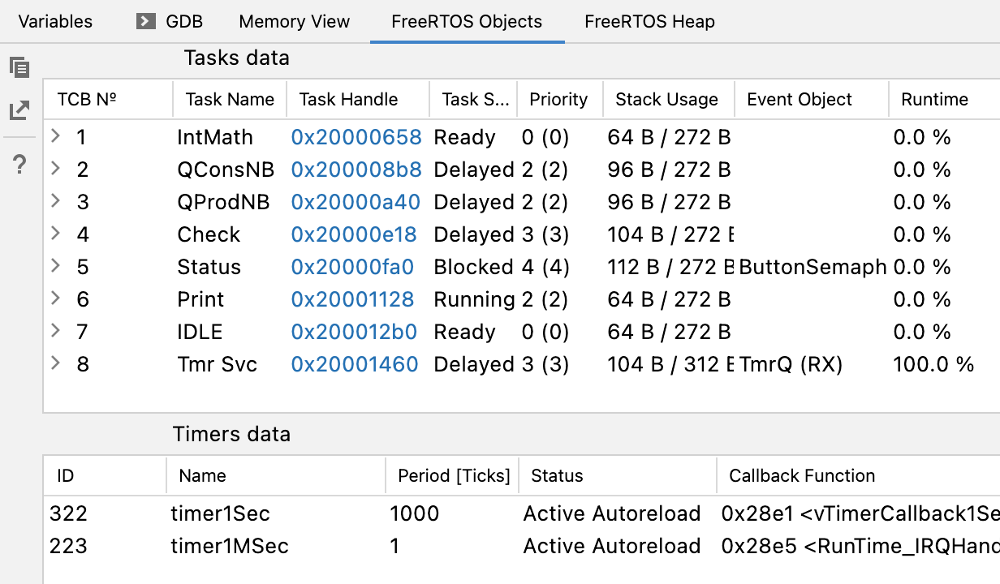 Variables GDB Memory View FreeRTOS Objects FreeRTOS Heap
Tasks data
TCB Nº Task Name Task Handle Task S... Priority Stack Usage Event Object Runtime
1 IntMath 0x20000658 Ready 0 (0) 64 B / 272 B 0.0 %
2 QConsNB 0x200008b8 Delayed 2 (2) 96 B / 272 B 0.0 %
3 QProdNB 0x20000a40 Delayed 2 (2) 96 B / 272 B 0.0 %
4 Check 0x20000e18 Delayed 3 (3) 104 B / 272 B 0.0 %
5 Status 0x20000fa0 Blocked 4 (4) 112 B / 272 B ButtonSemaph 0.0 %
6 Print 0x20001128 Running 2 (2) 64 B / 272 B 0.0 %
7 IDLE 0x200012b0 Ready 0 (0) 64 B / 272 B 0.0 %
8 Tmr Svc 0x20001460 Delayed 3 (3) 104 B / 312 B TmrQ (RX) 100.0 %
Timers data
ID Name Period [Ticks] Status Callback Function
322 timer1Sec 1000 Active Autoreload 0x28e1 <vTimerCallback1Se
223 timer1MSec 1 Active Autoreload 0x28e5 <RunTime_IRQHand